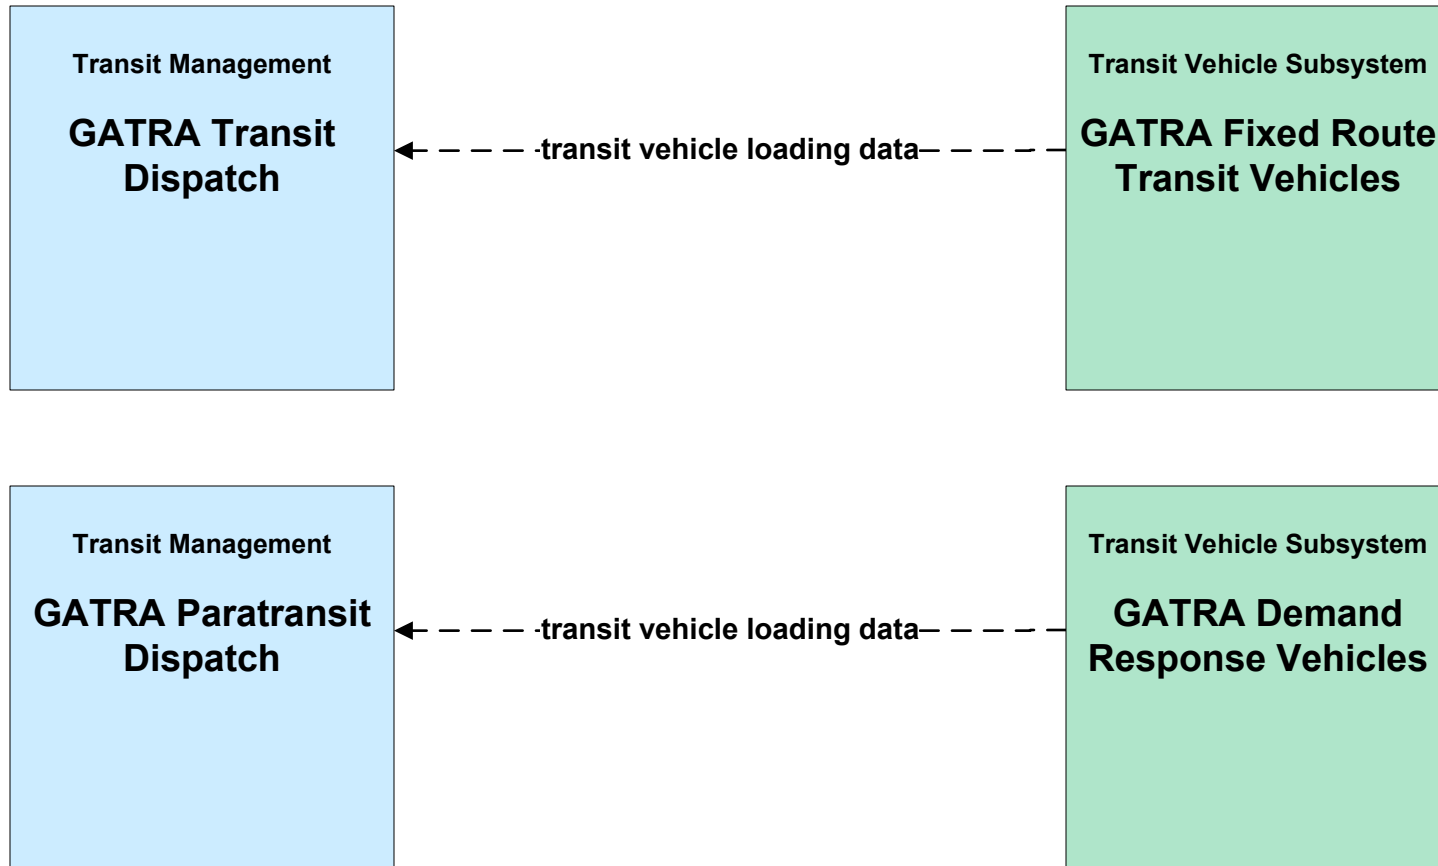 Transit Management
GATRA Transit
Dispatch
transit vehicle loading data
Transit Vehicle Subsystem
GATRA Fixed Route
Transit Vehicles
Transit Management
GATRA Paratransit
Dispatch
transit vehicle loading data
Transit Vehicle Subsystem
GATRA Demand
Response Vehicles